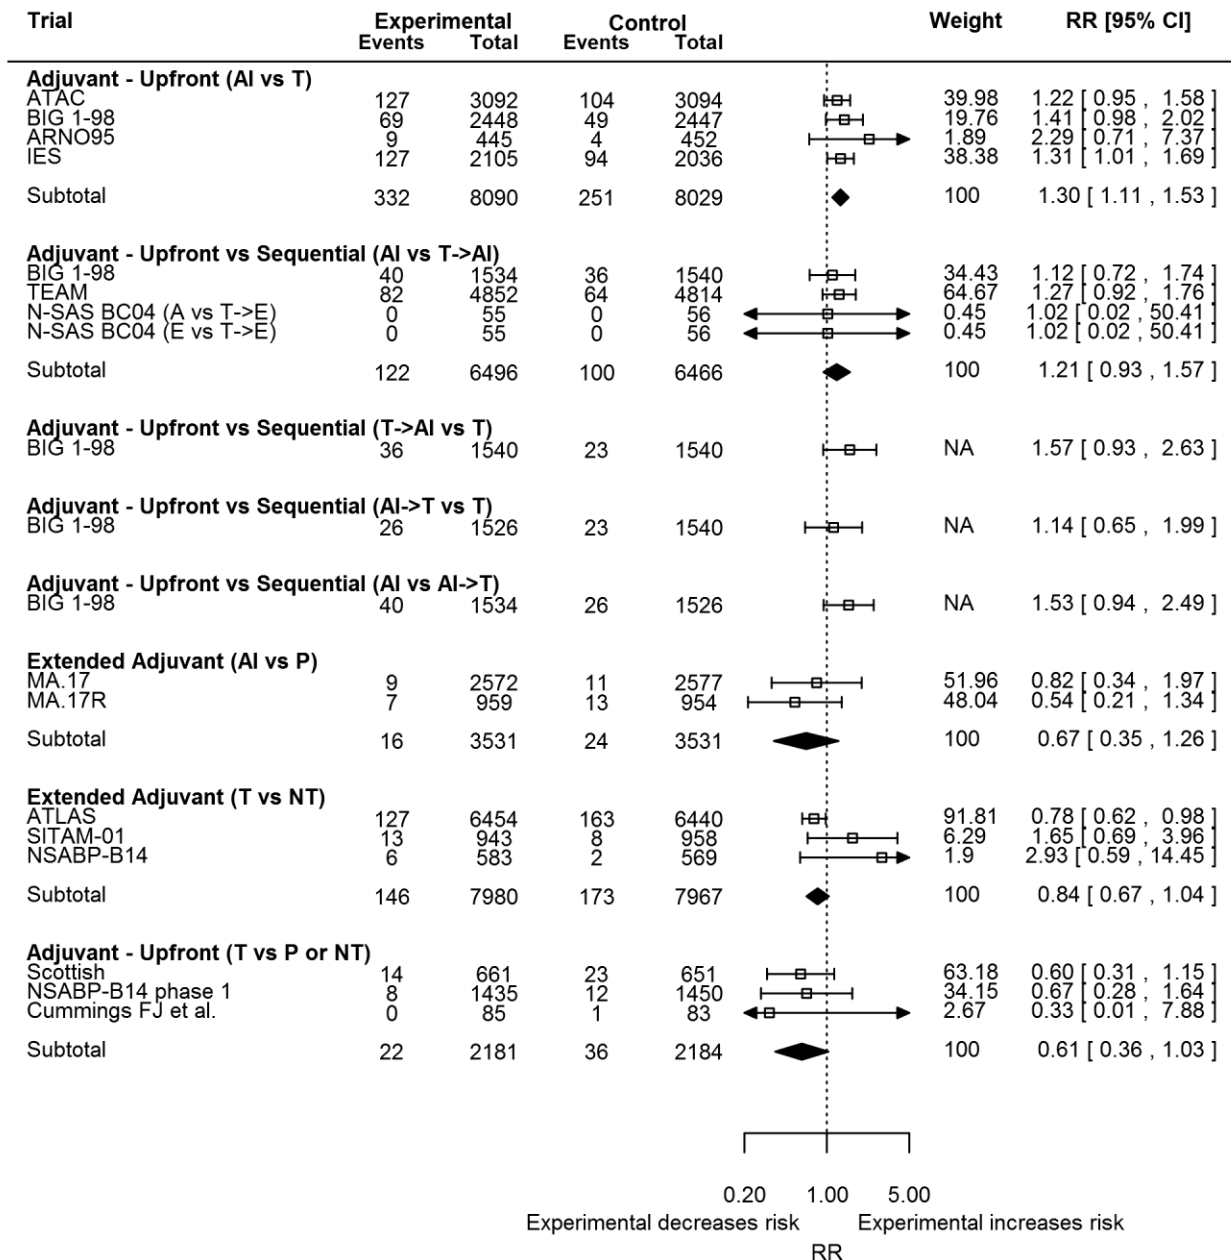 Trial Experimental Control Weight RR [95% CI]
Events Total Events Total
Adjuvant - Upfront (AI vs T)
ATAC 127 3092 104 3094 39.98 1.22 [ 0.95 , 1.58 ]
BIG 1-98 69 2448 49 2447 19.76 1.41 [ 0.98 , 2.02 ]
ARNO95 9 445 4 452 1.89 2.29 [ 0.71 , 7.37 ]
IES 127 2105 94 2036 38.38 1.31 [ 1.01 , 1.69 ]
Subtotal 332 8090 251 8029 100 1.30 [ 1.11 , 1.53 ]
Adjuvant - Upfront vs Sequential (AI vs T->AI)
BIG 1-98 40 1534 36 1540 34.43 1.12 [ 0.72 , 1.74 ]
TEAM 82 4852 64 4814 64.67 1.27 [ 0.92 , 1.76 ]
N-SAS BC04 (A vs T->E) 0 55 0 56 0.45 1.02 [ 0.02 , 50.41 ]
N-SAS BC04 (E vs T->E) 0 55 0 56 0.45 1.02 [ 0.02 , 50.41 ]
Subtotal 122 6496 100 6466 100 1.21 [ 0.93 , 1.57 ]
Adjuvant - Upfront vs Sequential (T->AI vs T)
BIG 1-98 36 1540 23 1540 NA 1.57 [ 0.93 , 2.63 ]
Adjuvant - Upfront vs Sequential (AI->T vs T)
BIG 1-98 26 1526 23 1540 NA 1.14 [ 0.65 , 1.99 ]
Adjuvant - Upfront vs Sequential (AI vs AI->T)
BIG 1-98 40 1534 26 1526 NA 1.53 [ 0.94 , 2.49 ]
Extended Adjuvant (AI vs P)
MA.17 9 2572 11 2577 51.96 0.82 [ 0.34 , 1.97 ]
MA.17R 7 959 13 954 48.04 0.54 [ 0.21 , 1.34 ]
Subtotal 16 3531 24 3531 100 0.67 [ 0.35 , 1.26 ]
Extended Adjuvant (T vs NT)
ATLAS 127 6454 163 6440 91.81 0.78 [ 0.62 , 0.98 ]
SITAM-01 13 943 8 958 6.29 1.65 [ 0.69 , 3.96 ]
NSABP-B14 6 583 2 569 1.9 2.93 [ 0.59 , 14.45 ]
Subtotal 146 7980 173 7967 100 0.84 [ 0.67 , 1.04 ]
Adjuvant - Upfront (T vs P or NT)
Scottish 14 661 23 651 63.18 0.60 [ 0.31 , 1.15 ]
NSABP-B14 phase 1 8 1435 12 1450 34.15 0.67 [ 0.28 , 1.64 ]
Cummings FJ et al. 0 85 1 83 2.67 0.33 [ 0.01 , 7.88 ]
Subtotal 22 2181 36 2184 100 0.61 [ 0.36 , 1.03 ]
0.20 1.00 5.00
Experimental decreases risk Experimental increases risk
RR